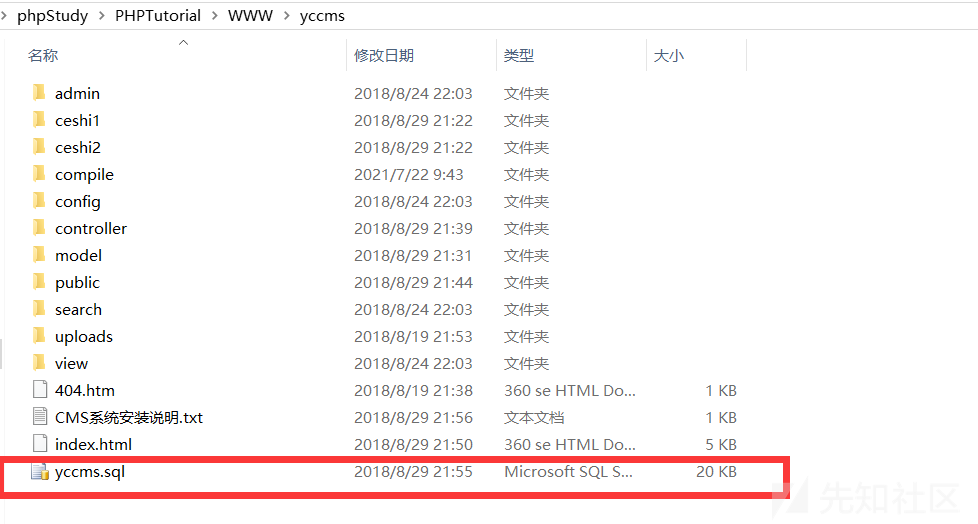 phpStudy > PHPTutorial > WWW > yccms
名称 修改日期 类型 大小
admin 2018/8/24 22:03 文件夹
ceshi1 2018/8/29 21:22 文件夹
ceshi2 2018/8/29 21:22 文件夹
compile 2021/7/22 9:43 文件夹
config 2018/8/24 22:03 文件夹
controller 2018/8/29 21:39 文件夹
model 2018/8/29 21:31 文件夹
public 2018/8/29 21:44 文件夹
search 2018/8/24 22:03 文件夹
uploads 2018/8/19 21:53 文件夹
view 2018/8/24 22:03 文件夹
404.htm 2018/8/19 21:38 360 se HTML Do... 1 KB
CMS系统安装说明.txt 2018/8/29 21:56 文本文档 1 KB
index.html 2018/8/29 21:50 360 se HTML Do... 5 KB
yccms.sql 2018/8/29 21:55 Microsoft SQL S... 20 KB
先知社区